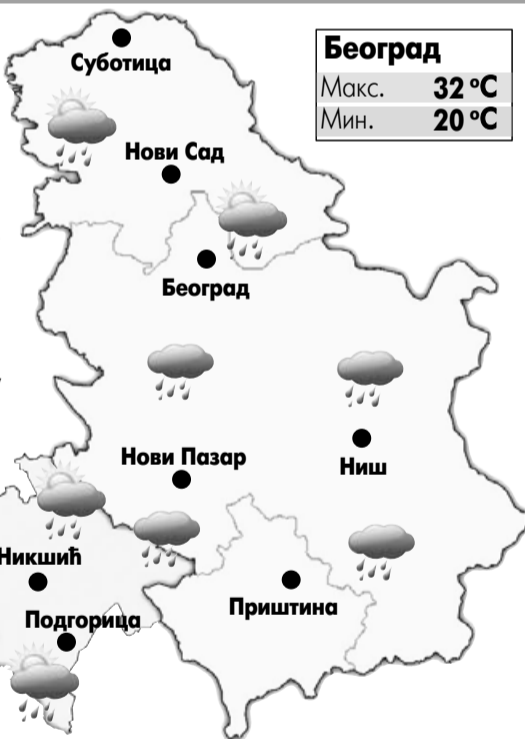 Београд
Макс. 32 °C
Мин. 20 °C
Суботица
Нови Сад
Београд
Нови Пазар
Ниш
Никшић
Приштина
Подгорица